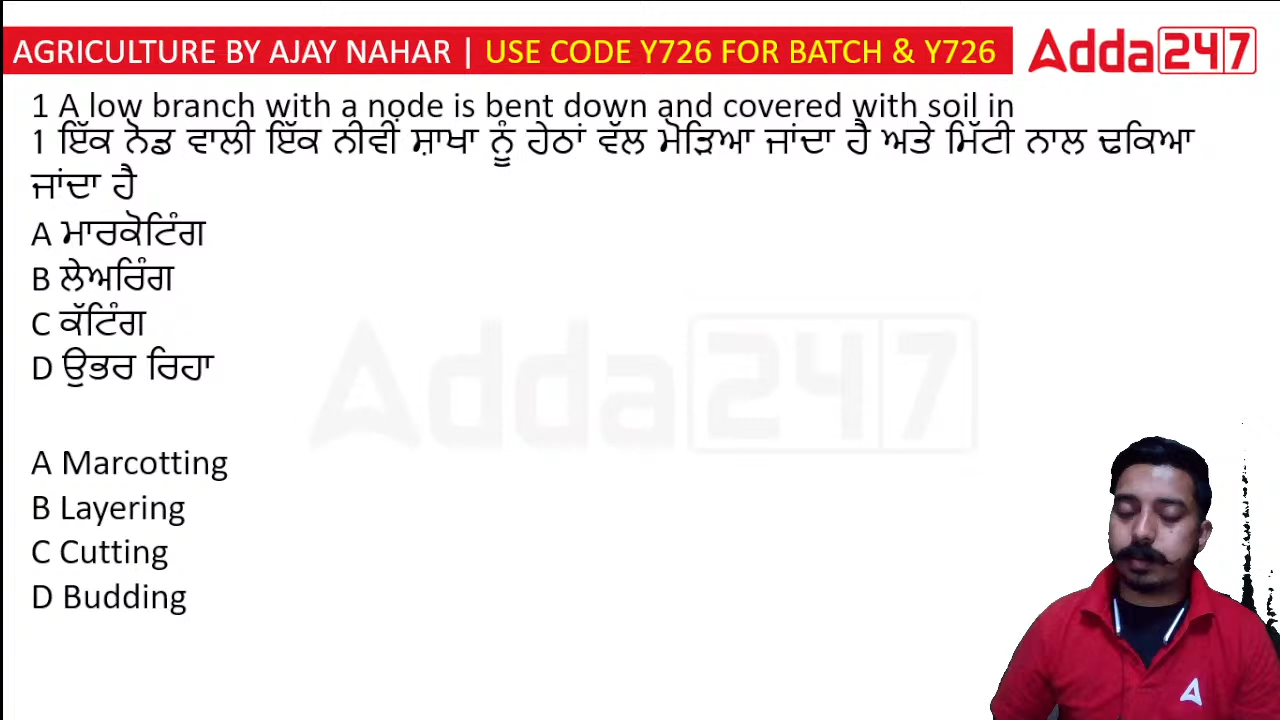 AGRICULTURE BY AJAY NAHAR | USE CODE Y726 FOR BATCH & Y726
Adda247
1 A low branch with a node is bent down and covered with soil in
1 ਇੱਕ ਨੋਡ ਵਾਲੀ ਇੱਕ ਨੀਵੀਂ ਸ਼ਾਖਾ ਨੂੰ ਹੇਠਾਂ ਵੱਲ ਮੋੜਿਆ ਜਾਂਦਾ ਹੈ ਅਤੇ ਮਿੱਟੀ ਨਾਲ ਢਕਿਆ
ਜਾਂਦਾ ਹੈ
A ਮਾਰਕੋਟਿੰਗ
B ਲੇਅਰਿੰਗ
C ਕੱਟਿੰਗ
D ਉਭਰ ਰਿਹਾ
Adda247
A Marcotting
B Layering
C Cutting
D Budding